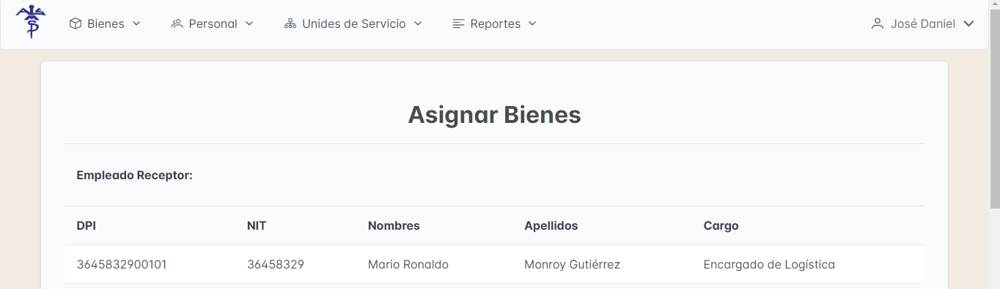 Bienes Personal Unides de Servicio Reportes José Daniel
Asignar Bienes
Empleado Receptor:
DPI NIT Nombres Apellidos Cargo
3645832900101 36458329 Mario Ronaldo Monroy Gutiérrez Encargado de Logística